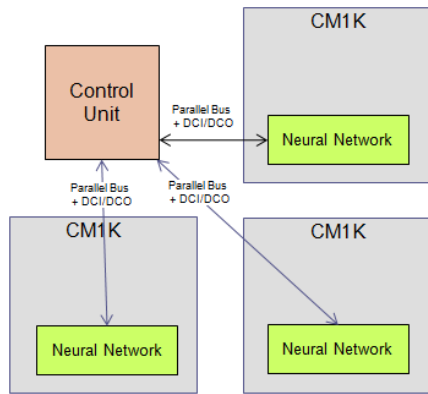 CM1K
Control
Unit
Parallel Bus
+ DCI/DCO
Neural Network
Parallel Bus
+ DCI/DCO
Parallel Bus
+ DCI/DCO
CM1K
CM1K
Neural Network
Neural Network